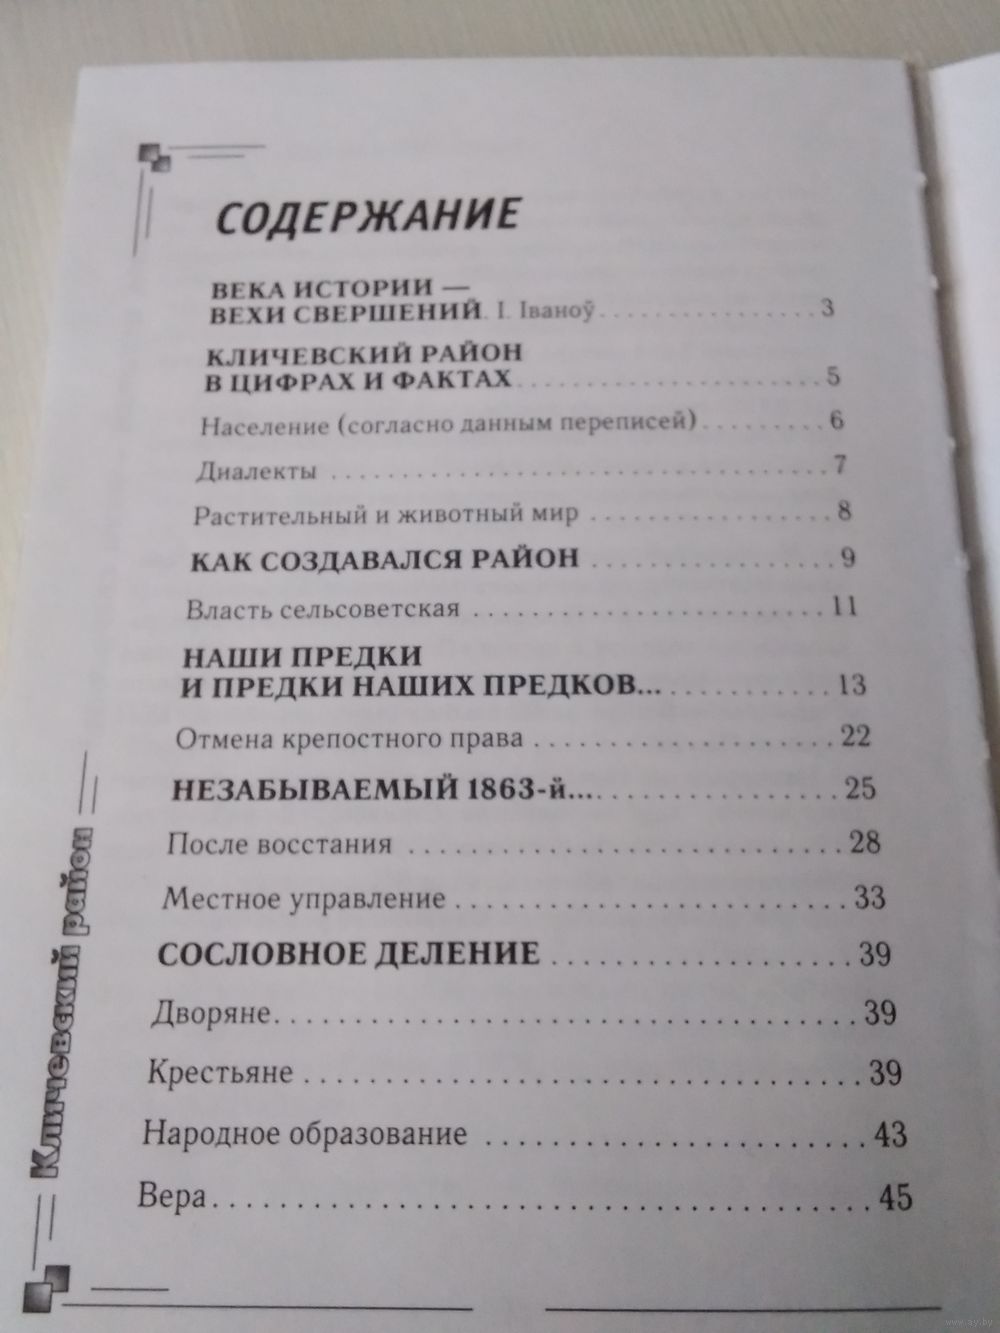 СОДЕРЖАНИЕ
ВЕКА ИСТОРИИ —
ВЕХИ СВЕРШЕНИЙ. І. Іваноў. . . . . . . . . . . . . . . . 3
КЛИЧЕВСКИЙ РАЙОН
В ЦИФРАХ И ФАКТАХ. . . . . . . . . . . . . . . . . . . . 5
Население (согласно данным переписей). . . . . . . . . 6
Диалекты . . . . . . . . . . . . . . . . . . . . . . . . . . . . . . 7
Растительный и животный мир . . . . . . . . . . . . . . 8
КАК СОЗДАВАЛСЯ РАЙОН . . . . . . . . . . . . . . . 9
Власть сельсоветская . . . . . . . . . . . . . . . . . . . . . 11
НАШИ ПРЕДКИ
И ПРЕДКИ НАШИХ ПРЕДКОВ... . . . . . . . . . . . 13
Отмена крепостного права . . . . . . . . . . . . . . . . . 22
НЕЗАБЫВАЕМЫЙ 1863-й... . . . . . . . . . . . . . . . 25
После восстания . . . . . . . . . . . . . . . . . . . . . . . . . 28
Местное управление . . . . . . . . . . . . . . . . . . . . . . 33
СОСЛОВНОЕ ДЕЛЕНИЕ . . . . . . . . . . . . . . . . . 39
Дворяне. . . . . . . . . . . . . . . . . . . . . . . . . . . . . . . 39
Крестьяне . . . . . . . . . . . . . . . . . . . . . . . . . . . . . 39
Народное образование . . . . . . . . . . . . . . . . . . . . 43
Вера. . . . . . . . . . . . . . . . . . . . . . . . . . . . . . . . . . 45
Кличевский район
www.ay.by